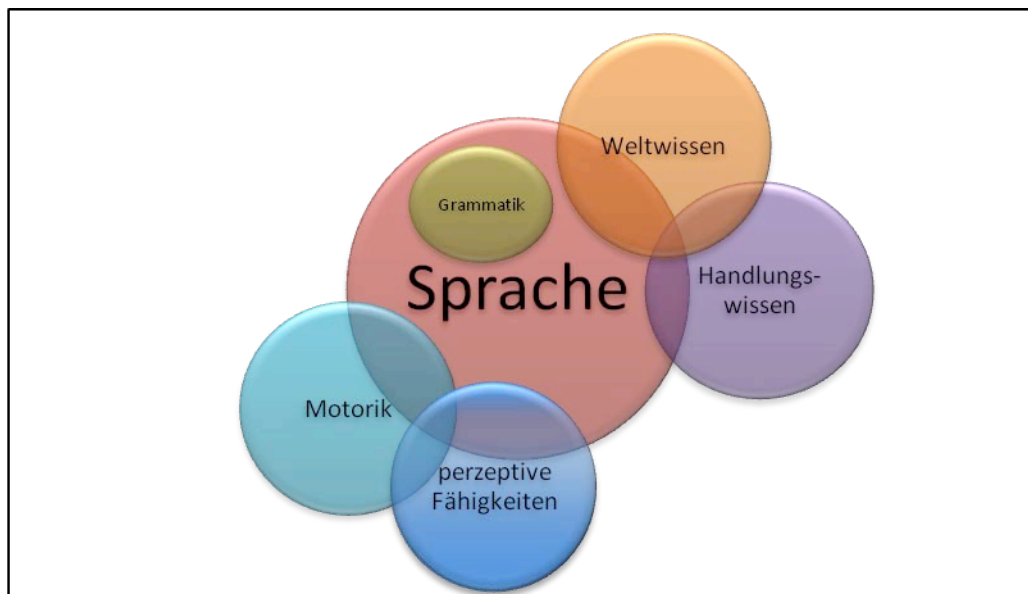 Weltwissen
Grammatik
Sprache
Handlungs-
wissen
Motorik
perzeptive
Fähigkeiten